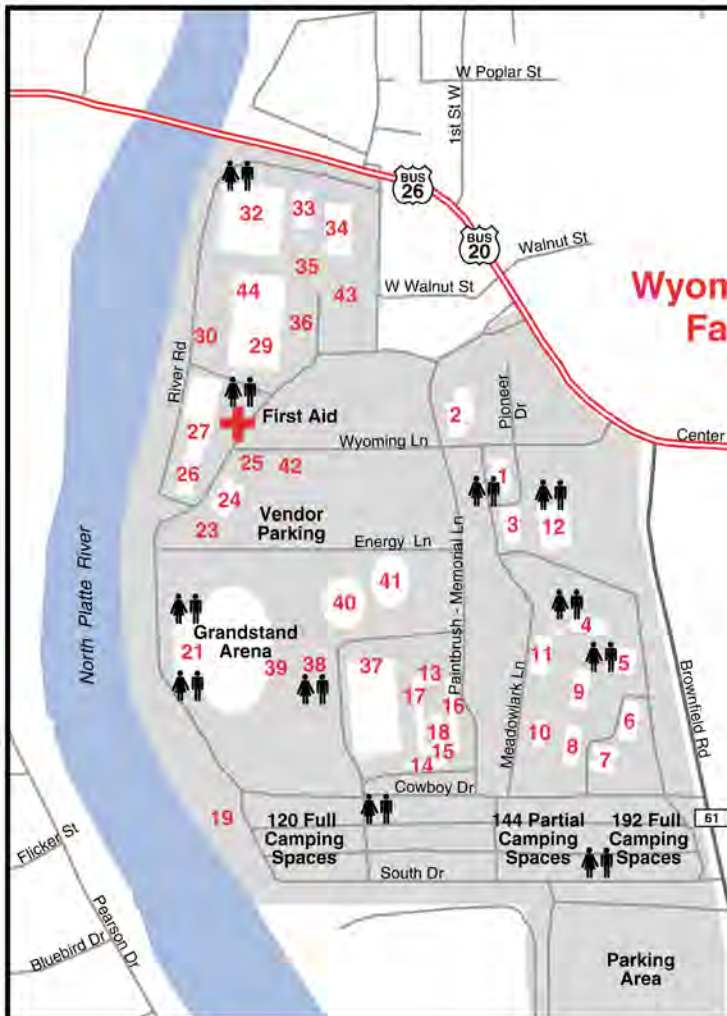 W Poplar St
1st St W
BUS
26
BUS
20
Walnut St
W Walnut St
Wyom
Fa
32
33
34
35
44
43
36
30
29
River Rd
27
First Aid
2
Pioneer
Dr
Wyoming Ln
Center
26
25
42
1
24
23
Vendor
Parking
3
12
Energy Ln
North Platte River
Paintbrush - Memorial Ln
41
40
Grandstand
Arena
21
39
38
37
13
17
16
18
15
14
4
11
5
9
Meadowlark Ln
10
8
6
7
Brownfield Rd
Cowboy Dr
19
120 Full
Camping
Spaces
144 Partial
Camping
Spaces
192 Full
Camping
Spaces
61
South Dr
Flicker St
Pearson Dr
Bluebird Dr
Parking
Area